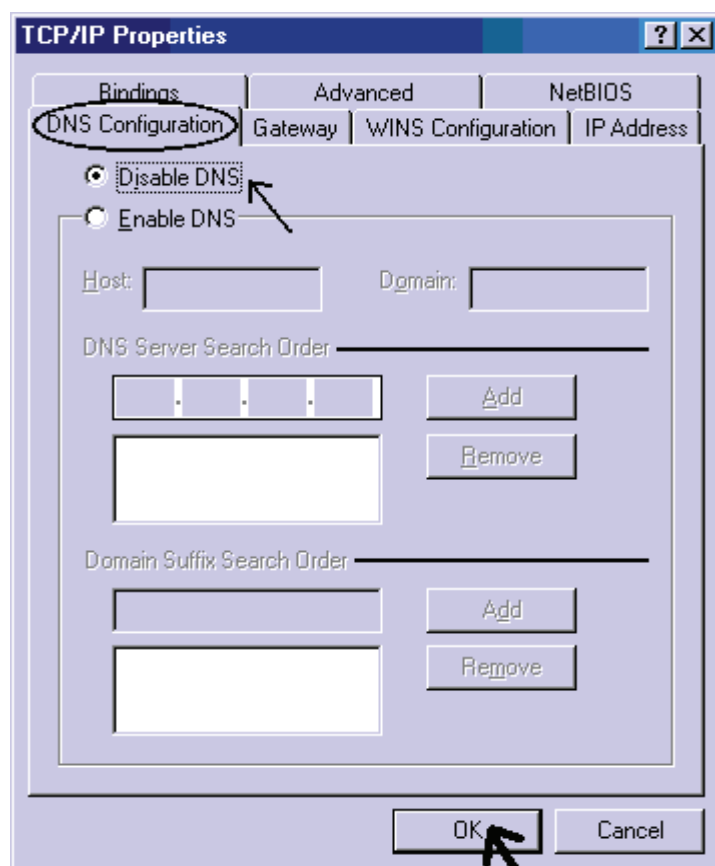 TCP/IP Properties
Bindings Advanced NetBIOS
DNS Configuration Gateway WINS Configuration IP Address
Disable DNS
Enable DNS
Host: Domain:
DNS Server Search Order
. . . Add
Remove
Domain Suffix Search Order
Add
Remove
OK Cancel